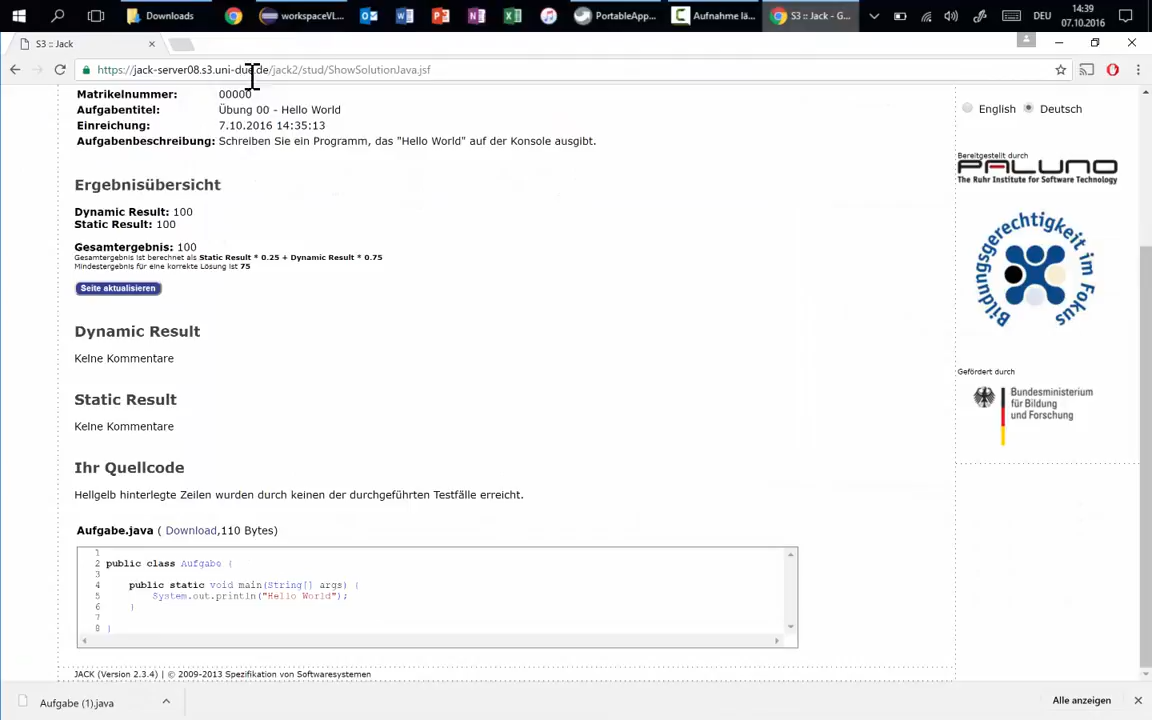 Downloads
workspaceVL...
PortableApp...
Aufnahme lä...
S3 :: Jack - G...
DEU
14:39
07.10.2016
S3 :: Jack
https://jack-server08.s3.uni-due.de/jack2/stud/ShowSolutionJava.jsf
Matrikelnummer: 00000
Aufgabentitel: Übung 00 - Hello World
Einreichung: 7.10.2016 14:35:13
Aufgabenbeschreibung: Schreiben Sie ein Programm, das "Hello World" auf der Konsole ausgibt.
English Deutsch
Bereitgestellt durch
PALUNO
The Ruhr Institute for Software Technology
Bildungsgerechtigkeit im Fokus
Gefördert durch
Bundesministerium
für Bildung
und Forschung
Ergebnisübersicht
Dynamic Result: 100
Static Result: 100
Gesamtergebnis: 100
Gesamtergebnis ist berechnet als Static Result * 0.25 + Dynamic Result * 0.75
Mindestergebnis für eine korrekte Lösung ist 75
Seite aktualisieren
Dynamic Result
Keine Kommentare
Static Result
Keine Kommentare
Ihr Quellcode
Hellgelb hinterlegte Zeilen wurden durch keinen der durchgeführten Testfälle erreicht.
Aufgabe.java ( Download,110 Bytes)
1
2 public class Aufgabe {
3
4 public static void main(String[] args) {
5 System.out.println("Hello World");
6 }
7
8 }
JACK (Version 2.3.4) | © 2009-2013 Spezifikation von Softwaresystemen
Aufgabe (1).java
Alle anzeigen